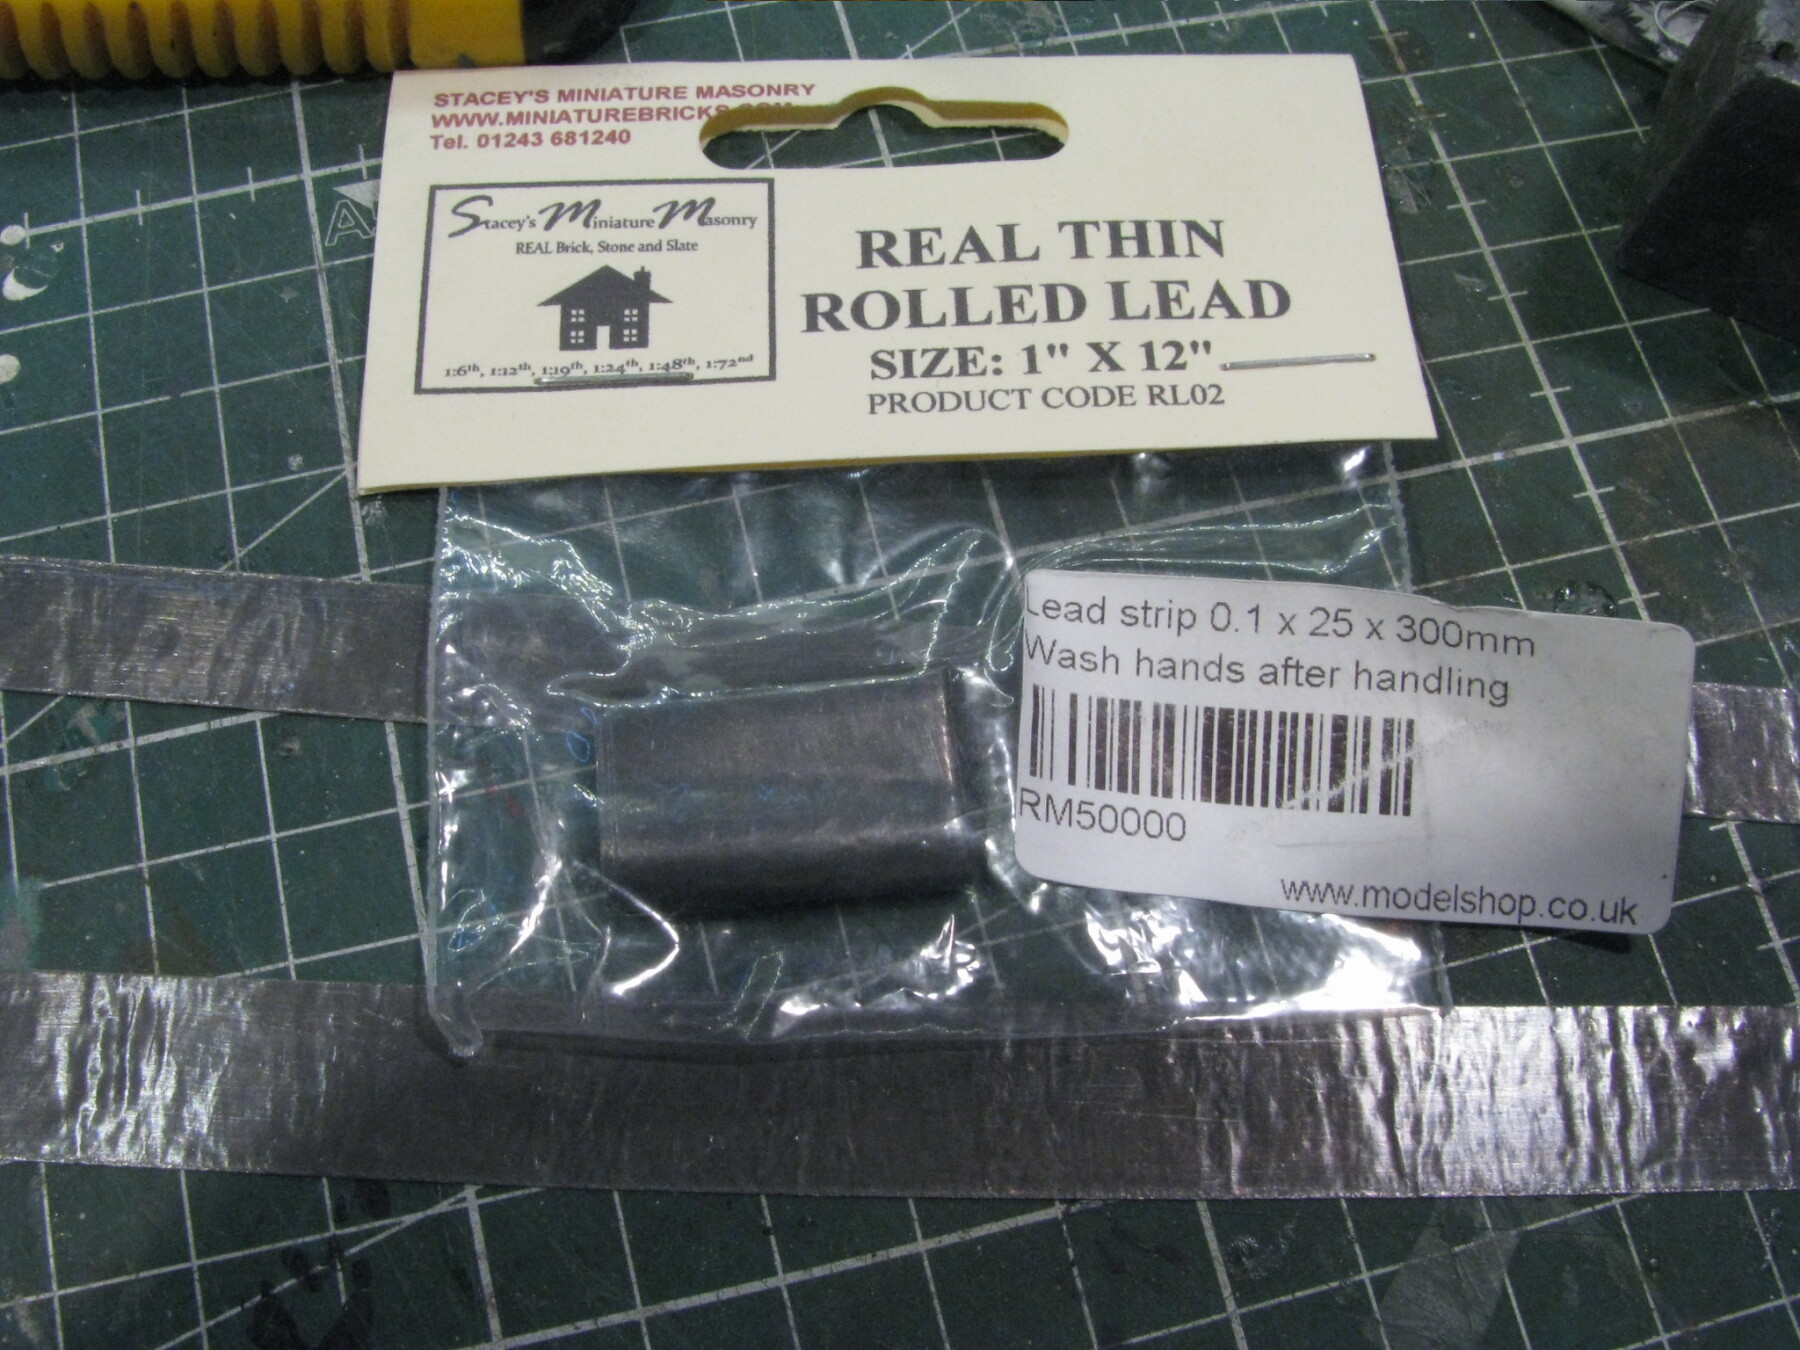 STACEY'S MINIATURE MASONRY
WWW.MINIATUREBRICKS.COM
Tel. 01243 681240
Stacey's Miniature Masonry
REAL Brick, Stone and Slate
1:6th, 1:12th, 1:19th, 1:24th, 1:48th, 1:72nd
REAL THIN
ROLLED LEAD
SIZE: 1" X 12"
PRODUCT CODE RL02
Lead strip 0.1 x 25 x 300mm
Wash hands after handling
RM50000
www.modelshop.co.uk
A